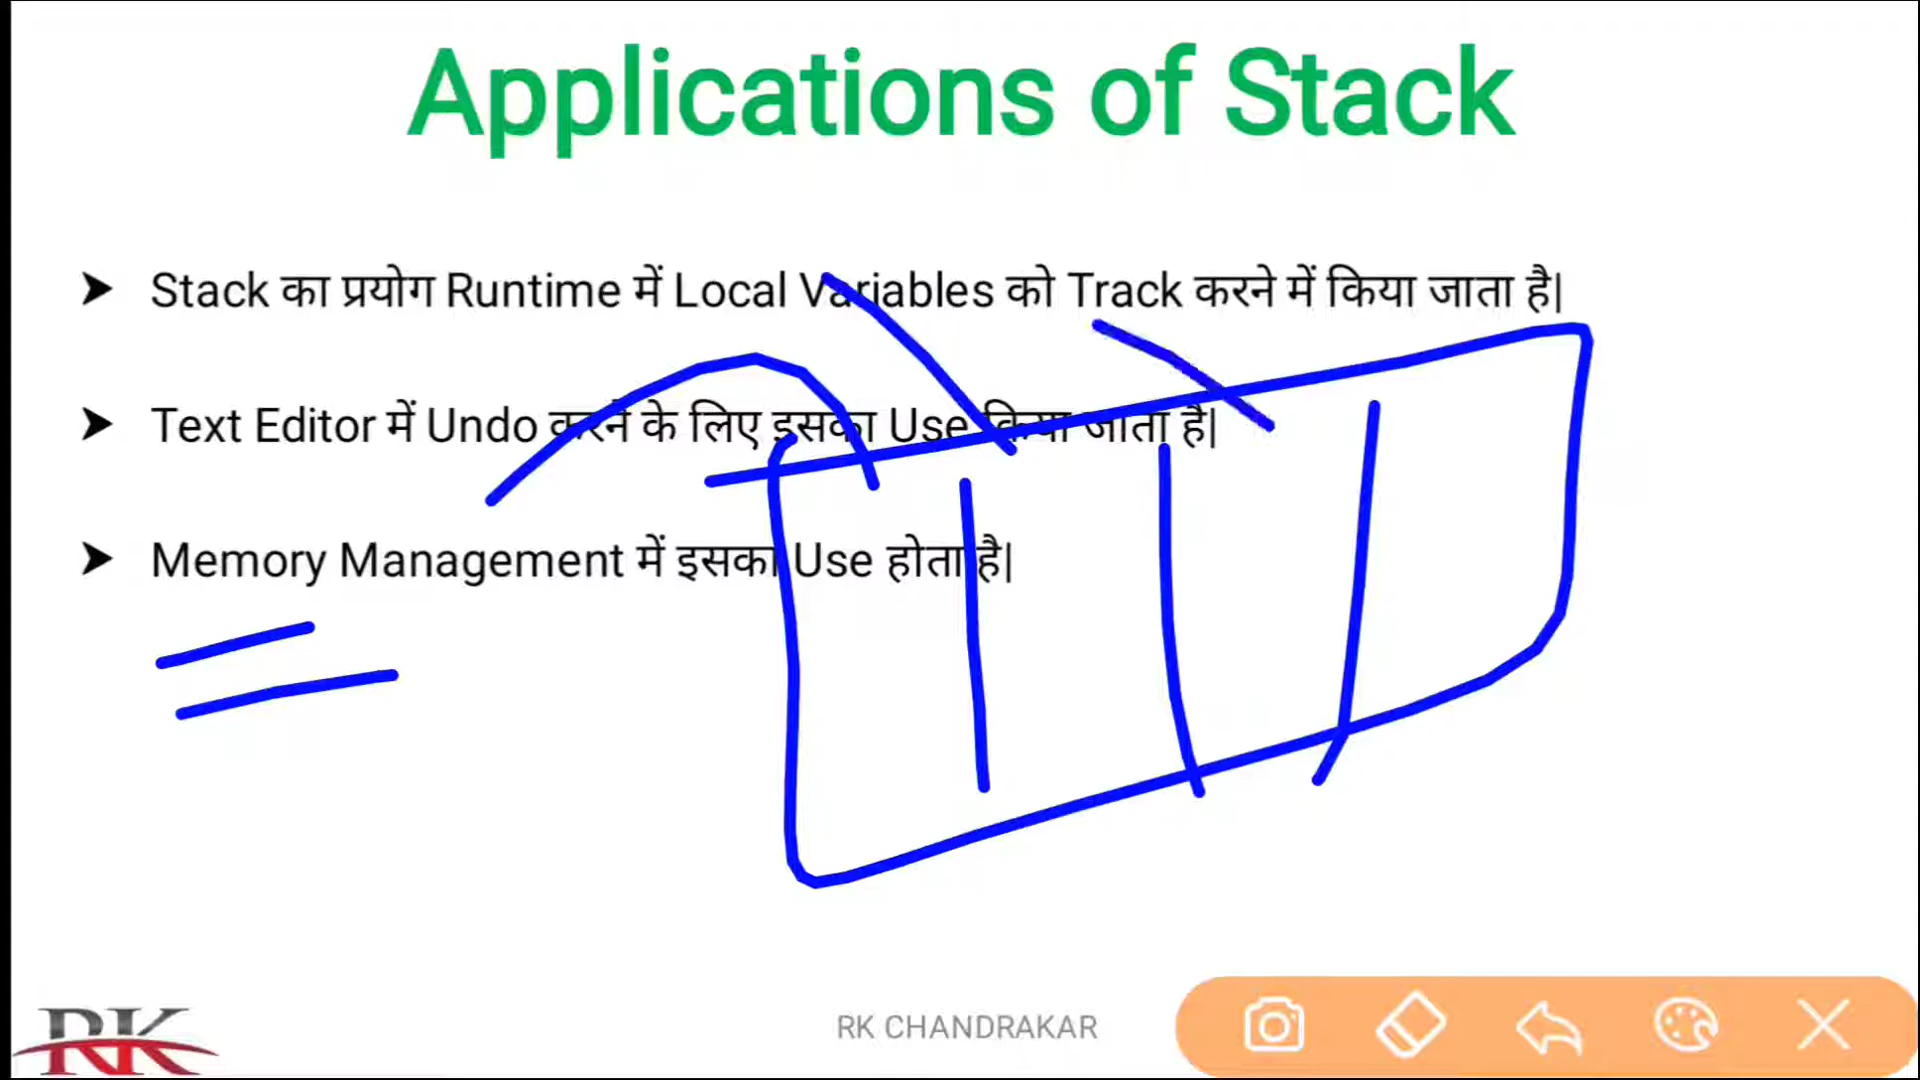 Applications of Stack
Stack का प्रयोग Runtime में Local Variables को Track करने में किया जाता है|
Text Editor में Undo करने के लिए इसका Use किया जाता है|
Memory Management में इसका Use होता है|
RK
RK CHANDRAKAR